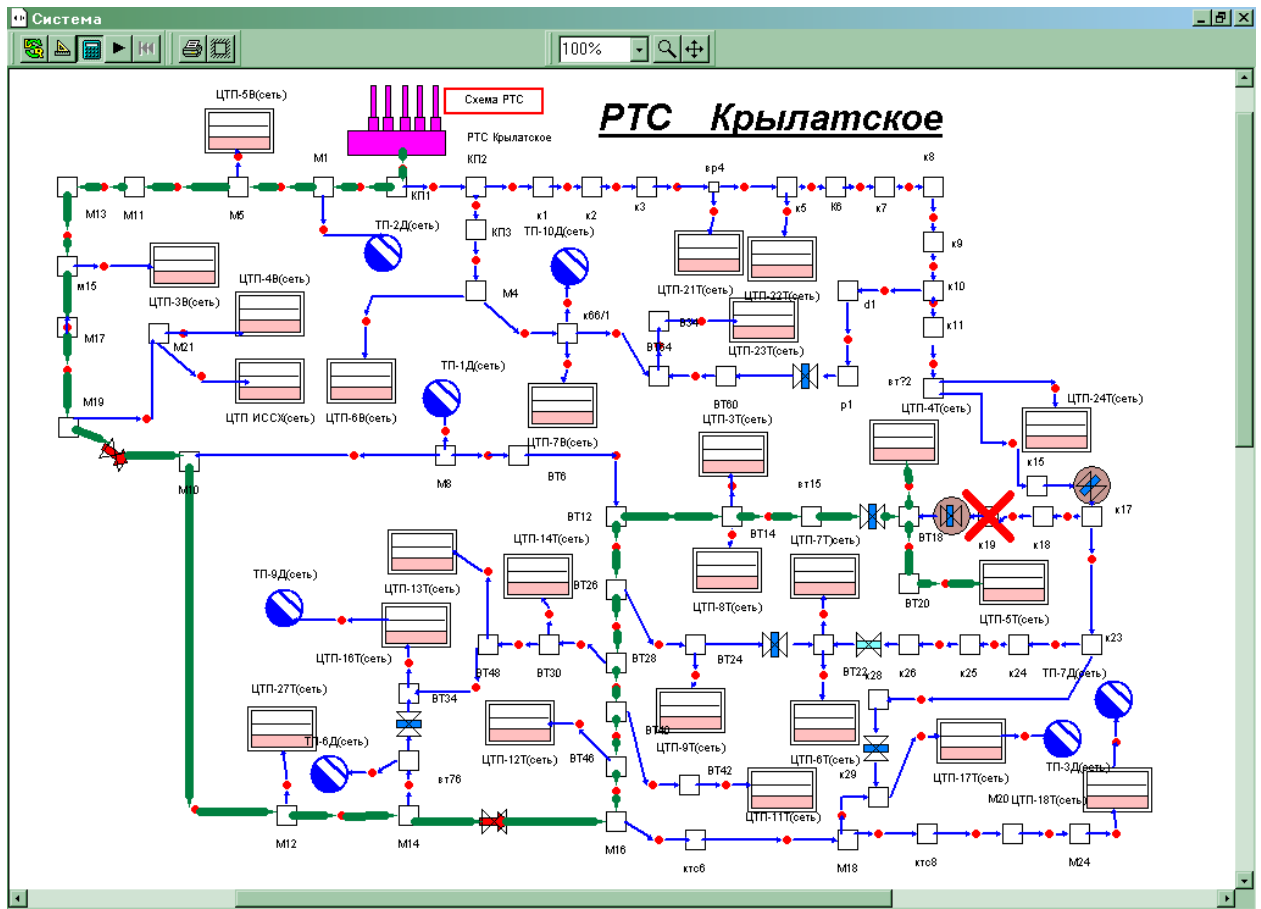 Система
100%
ЦТП-5В(сеть)
Схема РТС
РТС Крылатское
РТС Крылатское
М1
КП2
вр4
к8
М13
М11
М5
КП1
к1
к2
к3
к5
К6
к7
ТП-2Д(сеть)
КП3
ТП-10Д(сеть)
к9
м15
ЦТП-3В(сеть)
ЦТП-4В(сеть)
М4
к66/1
ЦТП-21Т(сеть)
ЦТП-22Т(сеть)
d1
к10
М17
М21
ВТ64
ЦТП-23Т(сеть)
к11
М19
ЦТП ИССХ(сеть)
ЦТП-6В(сеть)
ТП-1Д(сеть)
ЦТП-7В(сеть)
ВТ60
р1
вт?2
ЦТП-4Т(сеть)
ЦТП-24Т(сеть)
ЦТП-3Т(сеть)
М10
М8
ВТ6
вт15
к15
ВТ12
ВТ14
ЦТП-7Т)сеть)
ВТ18
к19
к18
к17
ЦТП-14Т(сеть)
ТП-9Д(сеть)
ЦТП-13Т(сеть)
ВТ26
ЦТП-8Т(сеть)
ВТ20
ЦТП-5Т(сеть)
ЦТП-16Т(сеть)
ВТ48
ВТ30
ВТ28
ВТ24
ВТ22
к28
к26
к25
к24
к23
ТП-7Д(сеть)
ЦТП-27Т(сеть)
ВТ34
ТП-6Д(сеть)
вт76
ЦТП-12Т(сеть)
ВТ46
ВТ40
ЦТП-9Т(сеть)
ВТ42
ЦТП-11Т(сеть)
ЦТП-6Т(сеть)
к29
ЦТП-17Т(сеть)
ТП-3Д(сеть)
М20
ЦТП-18Т(сеть)
М12
М14
М16
ктс6
М18
ктс8
М24